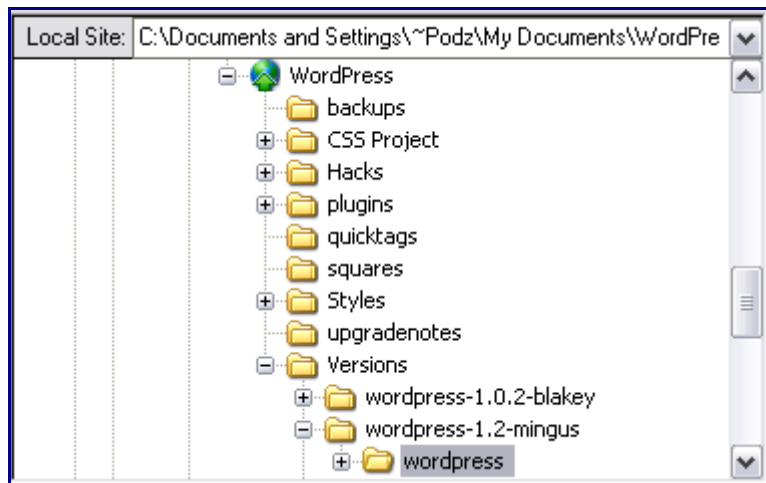 Local Site: C:\Documents and Settings\~Podz\My Documents\WordPre
WordPress
backups
CSS Project
Hacks
plugins
quicktags
squares
Styles
upgradenotes
Versions
wordpress-1.0.2-blakey
wordpress-1.2-mingus
wordpress